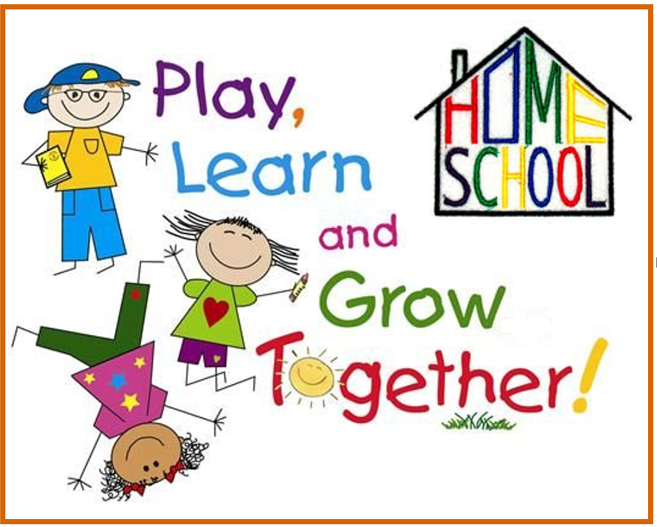 Play,
Learn
and
Grow
Together!
HOME
SCHOOL